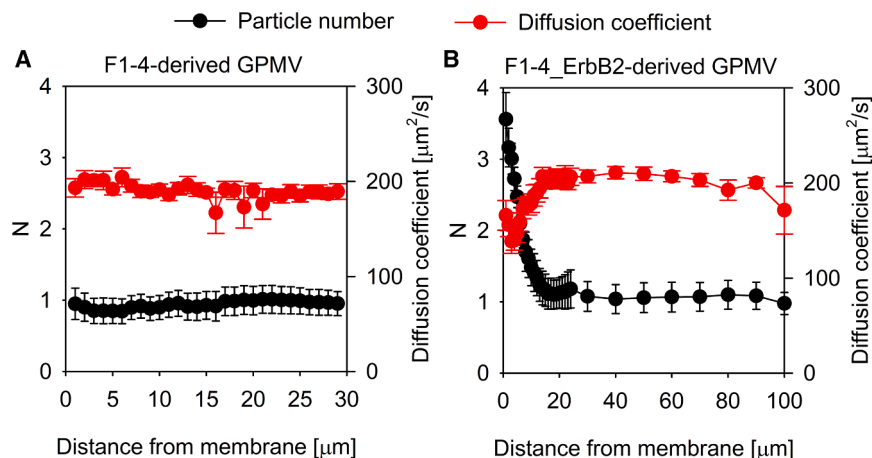 Particle number Diffusion coefficient
A F1-4-derived GPMV
4
3
2
1
0
N
300
200
100
0
Diffusion coefficient [μm²/s]
0 5 10 15 20 25 30
Distance from membrane [μm]
B F1-4_ErbB2-derived GPMV
4
3
2
1
0
N
300
200
100
0
Diffusion coefficient [μm²/s]
0 20 40 60 80 100
Distance from membrane [μm]